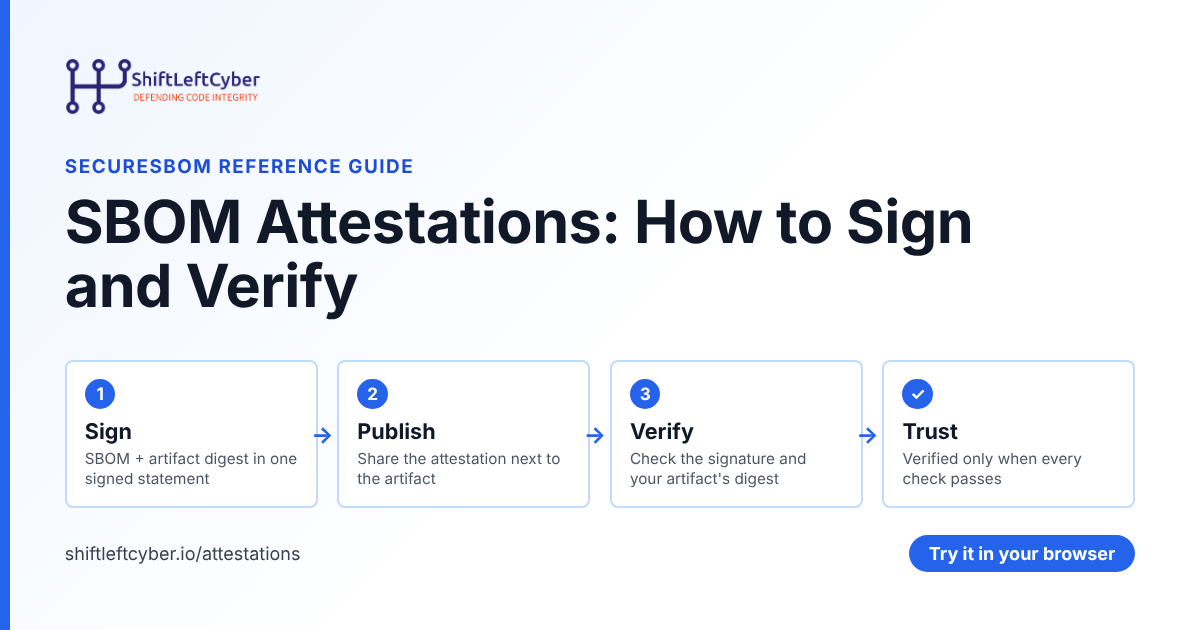 ShiftLeftCyber
DEFENDING CODE INTEGRITY
SECURESBOM REFERENCE GUIDE
SBOM Attestations: How to Sign
and Verify
1
Sign
SBOM + artifact digest in one
signed statement
2
Publish
Share the attestation next to
the artifact
3
Verify
Check the signature and
your artifact's digest
Trust
Verified only when every
check passes
shiftleftcyber.io/attestations
Try it in your browser